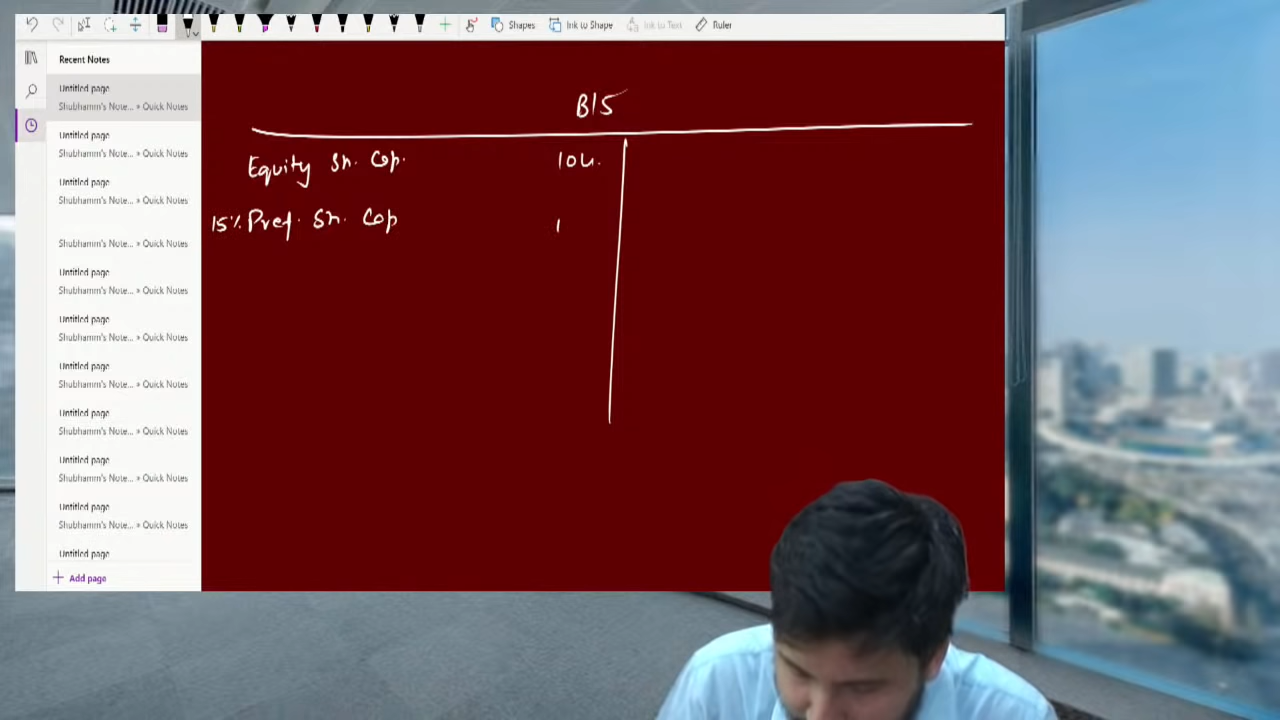 Shapes Ink to Shape Ink to Text Ruler
Recent Notes
Untitled page
Shubhamm's Note... » Quick Notes
Untitled page
Shubhamm's Note... » Quick Notes
Untitled page
Shubhamm's Note... » Quick Notes
Shubhamm's Note... » Quick Notes
Untitled page
Shubhamm's Note... » Quick Notes
Untitled page
Shubhamm's Note... » Quick Notes
Untitled page
Shubhamm's Note... » Quick Notes
Untitled page
Shubhamm's Note... » Quick Notes
Untitled page
Shubhamm's Note... » Quick Notes
Untitled page
Shubhamm's Note... » Quick Notes
Untitled page
Add page
B/S
Equity Sh. Cap. 10L.
15% Pref. Sh. Cap 1